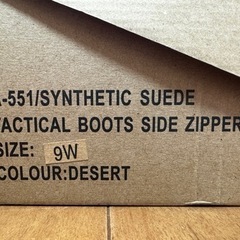 -551/SYNTHETIC SUEDE
TACTICAL BOOTS SIDE ZIPPER
SIZE: 9W
COLOUR:DESERT